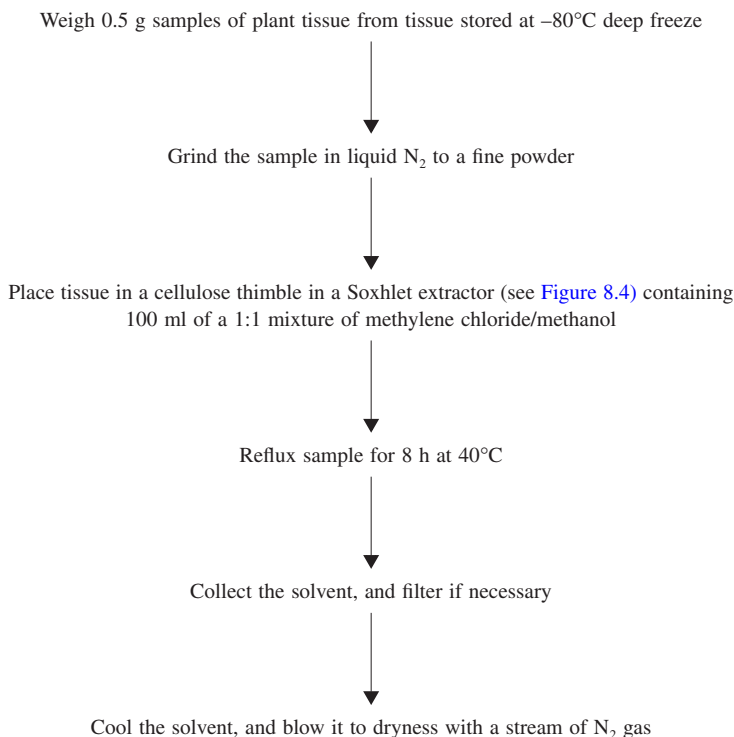 Weigh 0.5 g samples of plant tissue from tissue stored at –80°C deep freeze
Grind the sample in liquid N₂ to a fine powder
Place tissue in a cellulose thimble in a Soxhlet extractor (see Figure 8.4) containing
100 ml of a 1:1 mixture of methylene chloride/methanol
Reflux sample for 8 h at 40°C
Collect the solvent, and filter if necessary
Cool the solvent, and blow it to dryness with a stream of N₂ gas